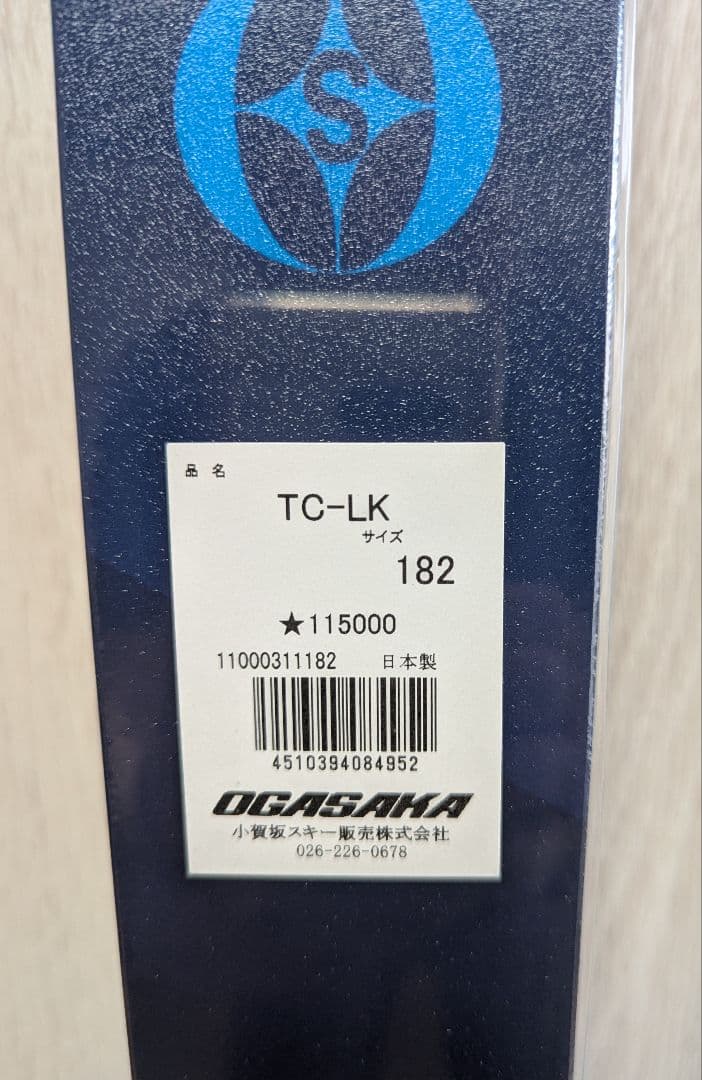 S
品名
TC-LK
サイズ
182
★115000
11000311182 日本製
4510394084952
OGASAKA
小賀坂スキー販売株式会社
026-226-0678